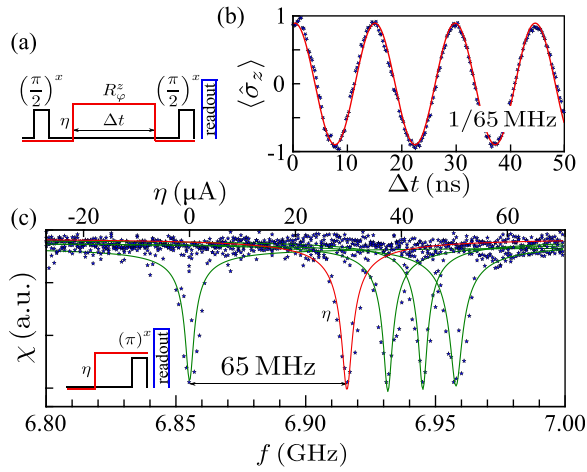 (a)
(π/2)^x
R_φ^z
(π/2)^x
η
Δt
readout
(b)
1
0
-1
⟨σ̂_z⟩
1/65 MHz
0 10 20 30 40 50
Δt (ns)
η (μA)
-20 0 20 40 60
(c)
χ (a.u.)
η
65 MHz
(π)^x
η
readout
6.80 6.85 6.90 6.95 7.00
f (GHz)